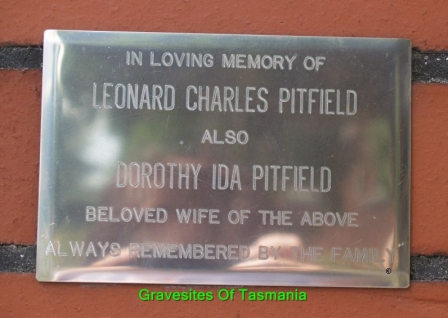 IN LOVING MEMORY OF
LEONARD CHARLES PITFIELD
ALSO
DOROTHY IDA PITFIELD
BELOVED WIFE OF THE ABOVE
ALWAYS REMEMBERED BY THE FAMILY
Gravesites Of Tasmania